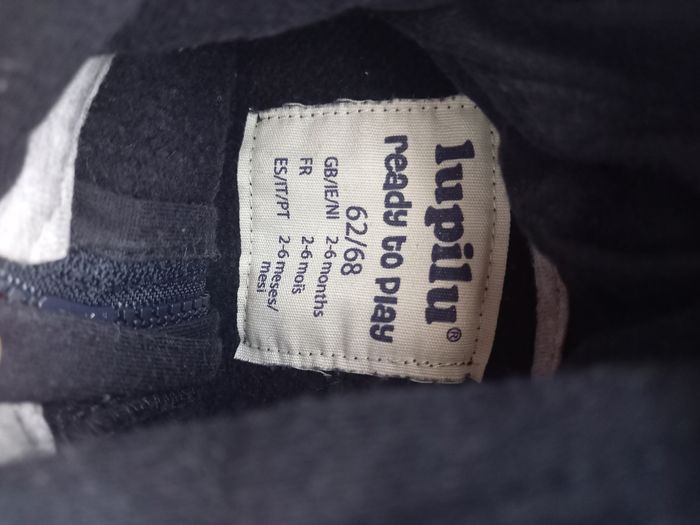 lupilu®
ready to play
62/68
GB/IE/NI 2-6 months
FR 2-6 mois
ES/IT/PT 2-6 meses/
mesi